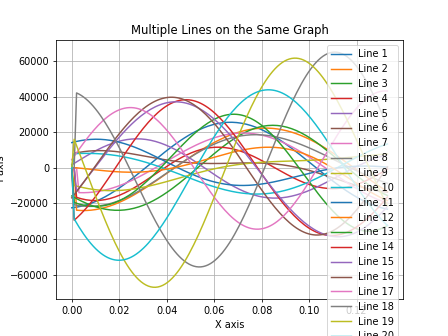 Multiple Lines on the Same Graph
60000
40000
20000
0
−20000
−40000
−60000
0.00
0.02
0.04
0.06
0.08
0.10
X axis
Line 1
Line 2
Line 3
Line 4
Line 5
Line 6
Line 7
Line 8
Line 9
Line 10
Line 11
Line 12
Line 13
Line 14
Line 15
Line 16
Line 17
Line 18
Line 19
Line 20